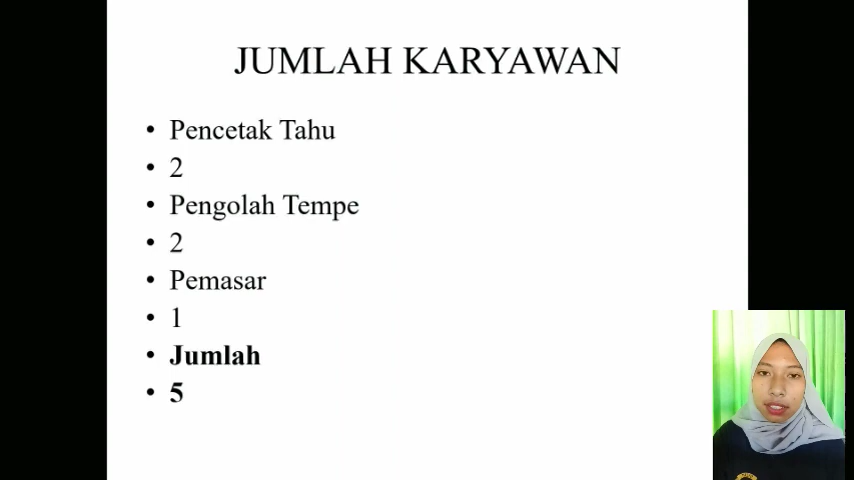 JUMLAH KARYAWAN
• Pencetak Tahu
• 2
• Pengolah Tempe
• 2
• Pemasar
• 1
• Jumlah
• 5